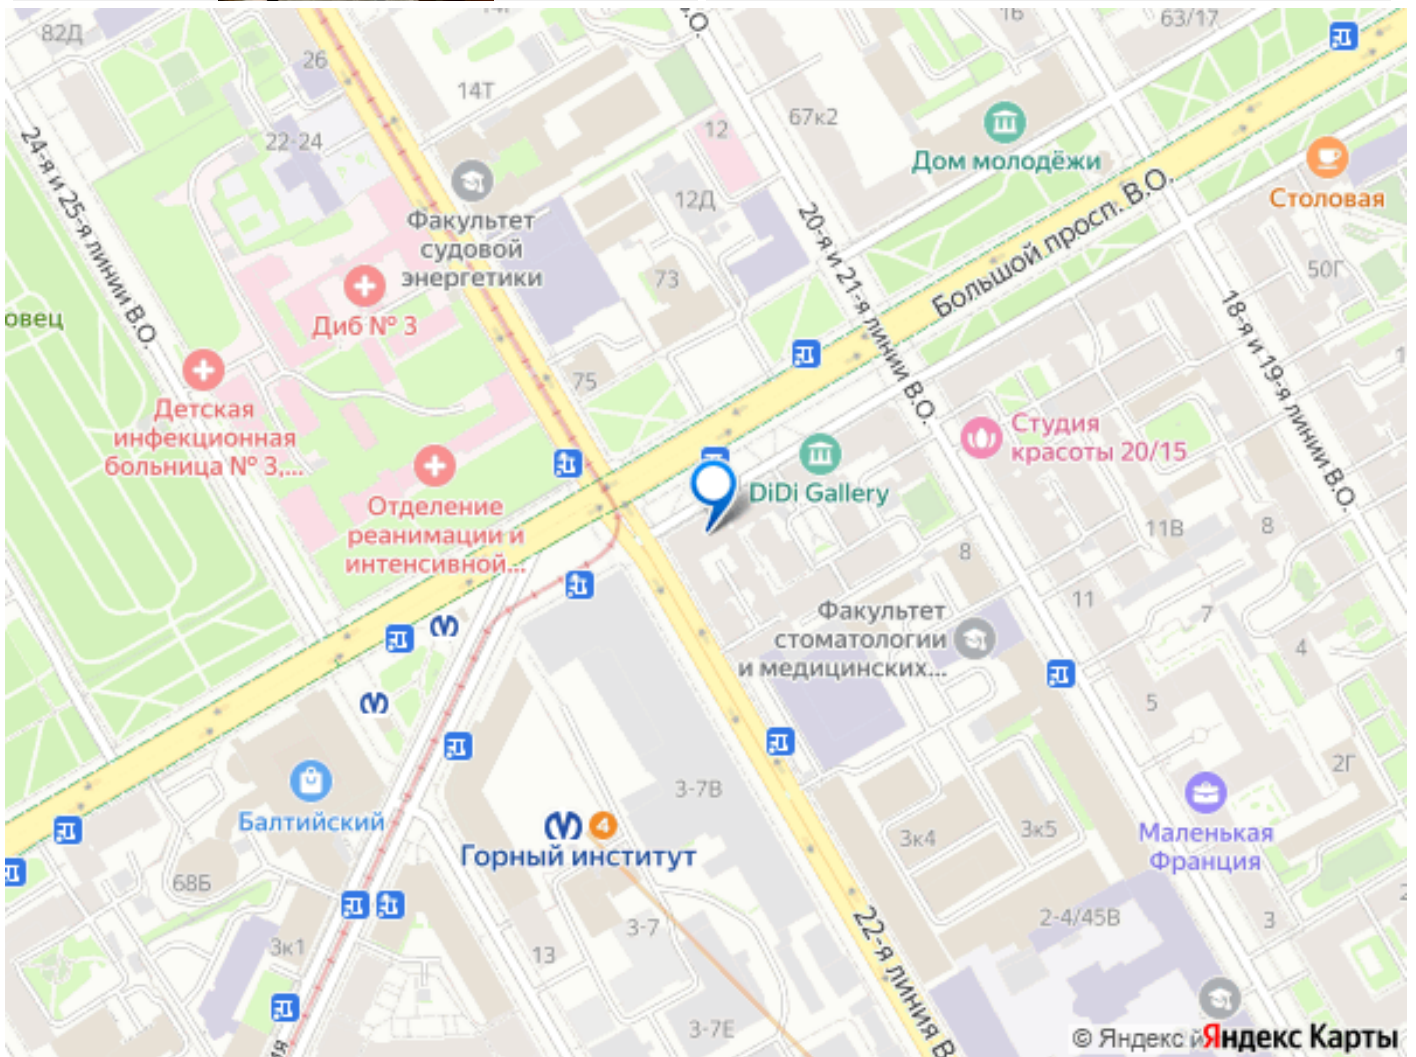 82Д
14Т
26
14Т
22-24
24-я и 25-я линии В.О.
16
63/17
67к2
12
12Д
73
75
Дом молодёжи
Столовая
Большой просп. В.О.
50Г
Факультет
судовой
энергетики
20-я и 21-я линии В.О.
18-я и 19-я линии В.О.
Диб № 3
овец
Детская
инфекционная
больница № 3,...
Отделение
реанимации и
интенсивной...
Студия
красоты 20/15
DiDi Gallery
11В
8
8
11
7
4
5
2Г
Факультет
стоматологии
и медицинских...
3-7В
Балтийский
68Б
Горный институт
4
3к4
3к5
Маленькая
Франция
2-4/45В
3
3к1
13
3-7
3-7Е
22-я линия В
© Яндекс
Яндекс Карты